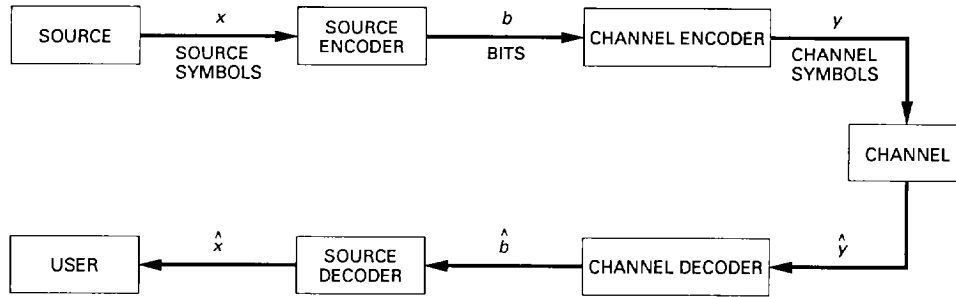 x
b
y
SOURCE
SOURCE
ENCODER
CHANNEL ENCODER
SOURCE
SYMBOLS
BITS
CHANNEL
SYMBOLS
CHANNEL
x̂
b̂
ŷ
USER
SOURCE
DECODER
CHANNEL DECODER